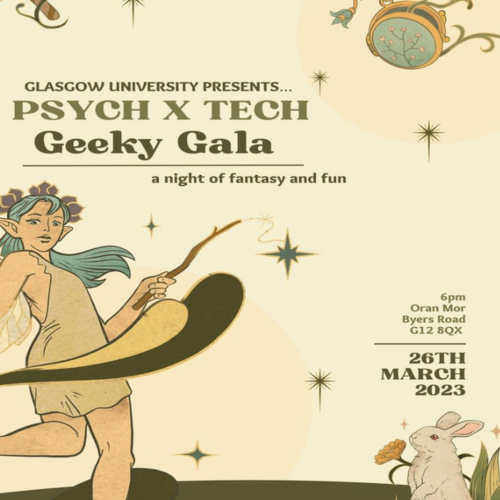 GLASGOW UNIVERSITY PRESENTS...
PSYCH X TECH
Geeky Gala
a night of fantasy and fun
6pm
Oran Mor
Byers Road
G12 8QX
26TH
MARCH
2023